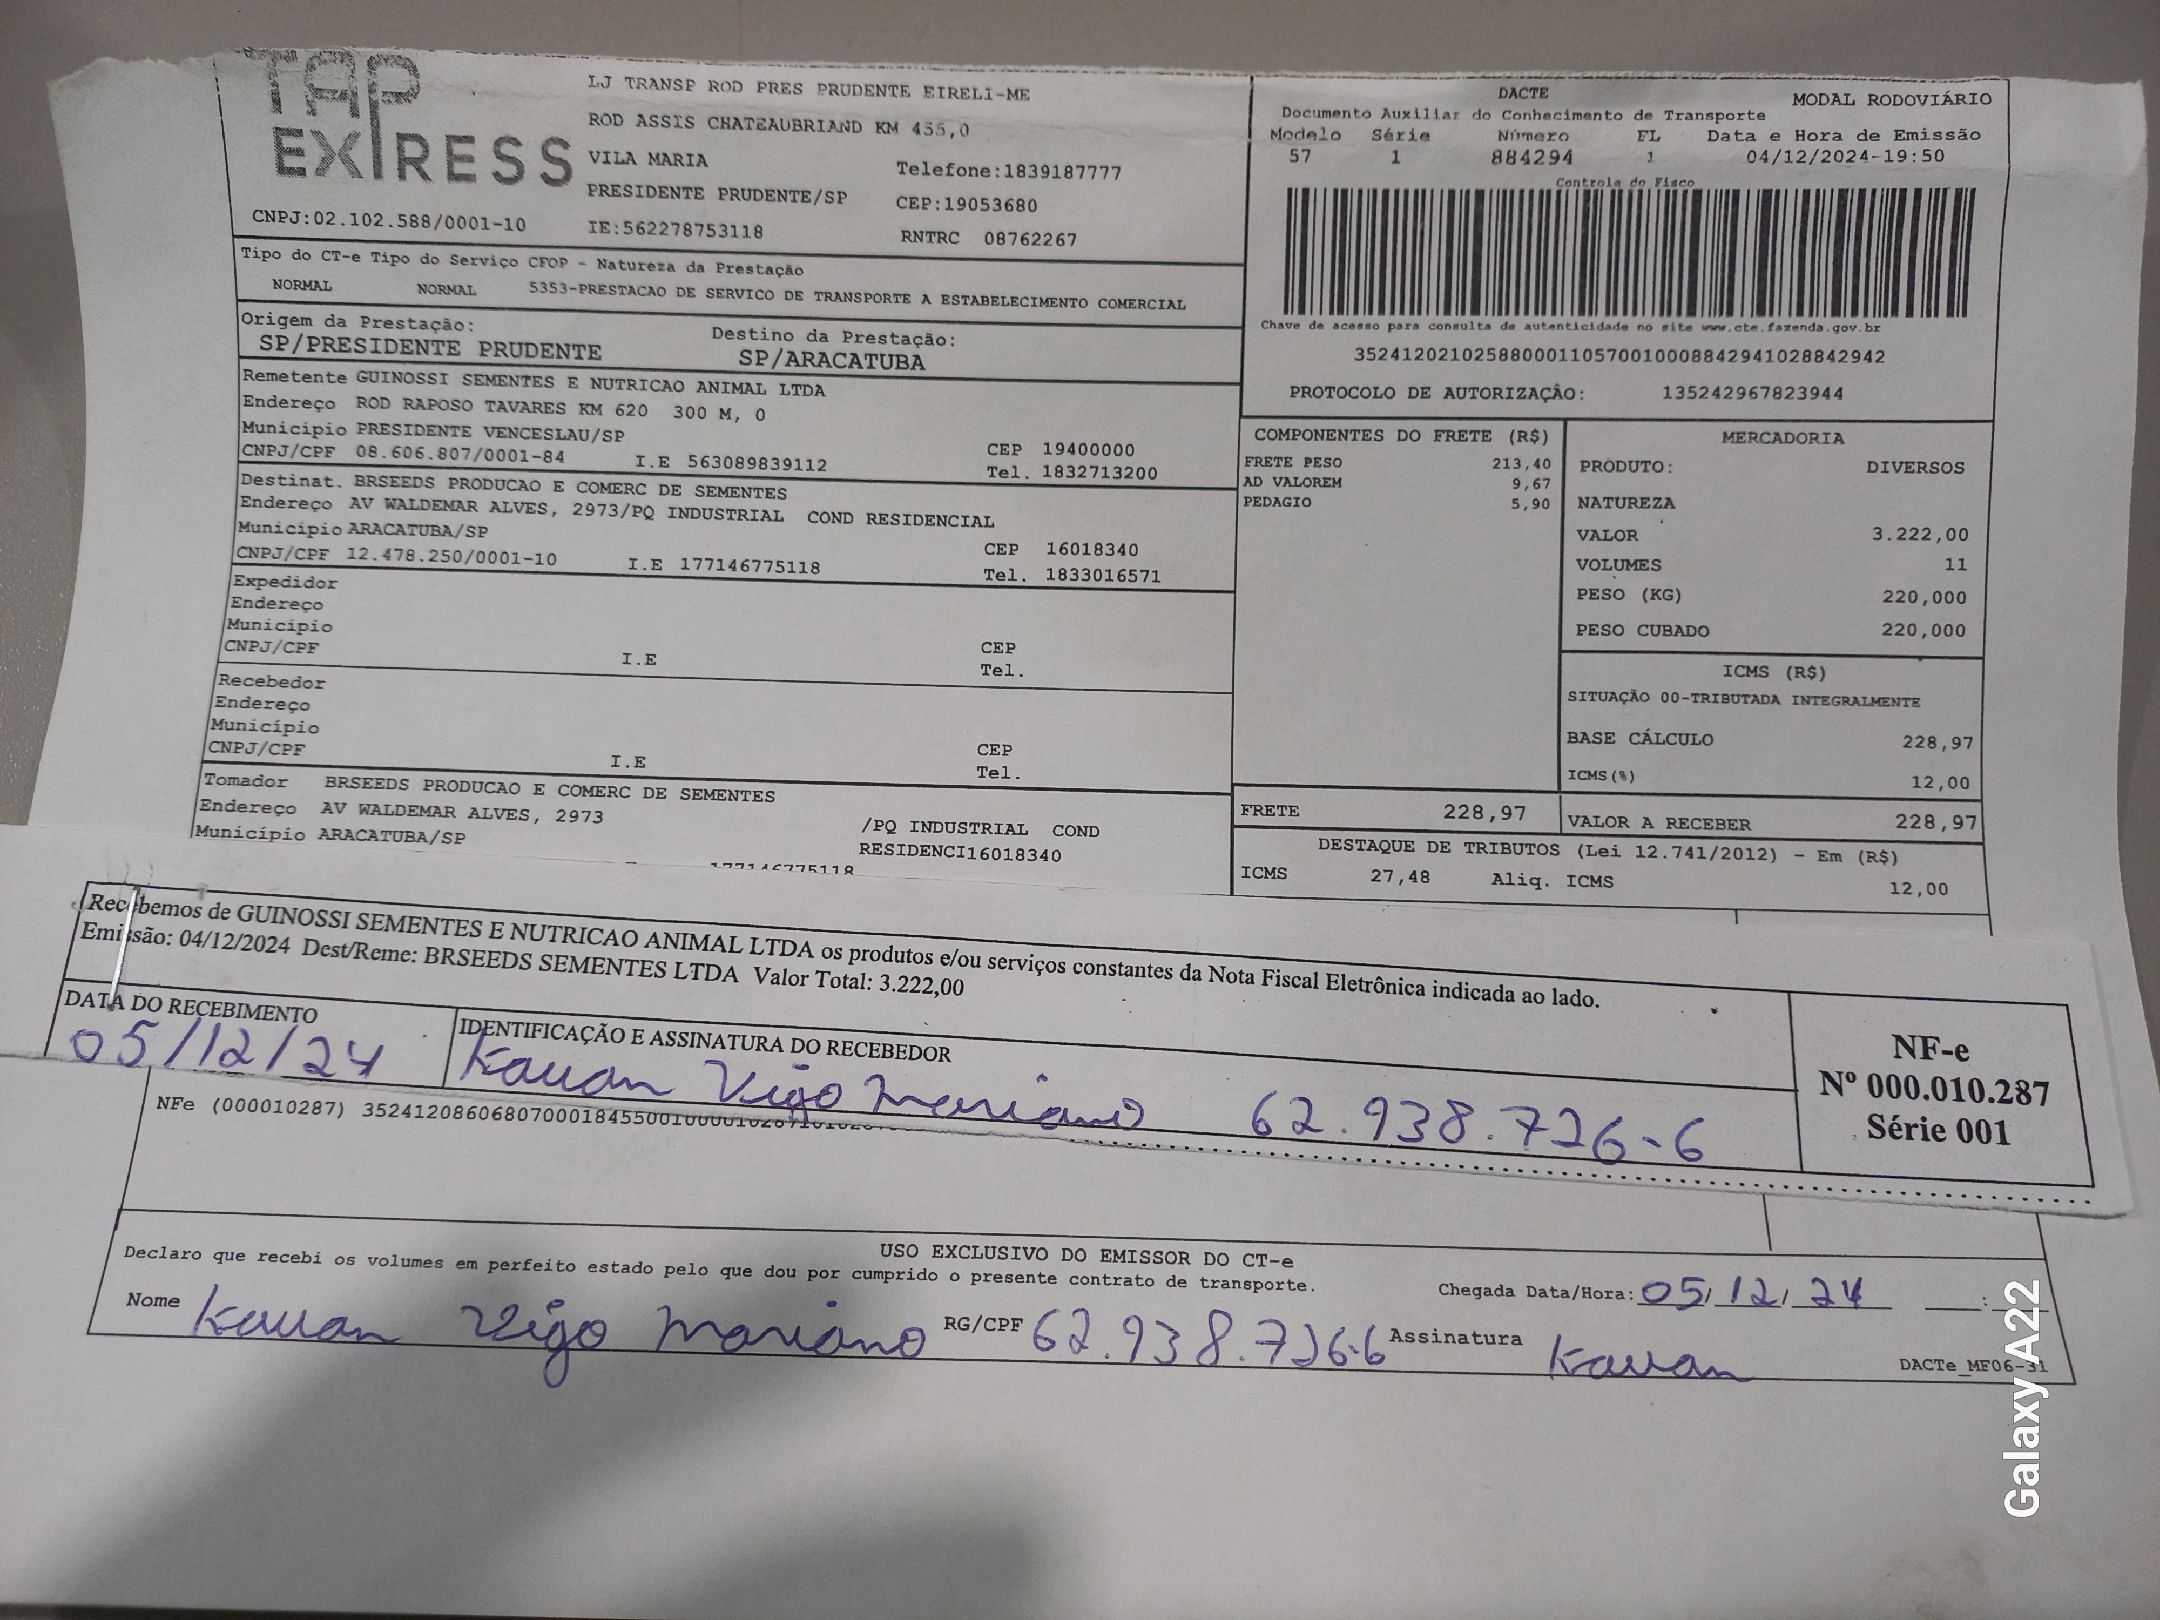 TAP
EXPRESS
CNPJ:02.102.588/0001-10
LJ TRANSP ROD PRES PRUDENTE EIRELI-ME
ROD ASSIS CHATEAUBRIAND KM 455,0
VILA MARIA Telefone:1839187777
PRESIDENTE PRUDENTE/SP CEP:19053680
IE:562278753118 RNTRC 08762267
DACTE MODAL RODOVIÁRIO
Documento Auxiliar do Conhecimento de Transporte
Modelo Série Número FL Data e Hora de Emissão
57 1 884294 1 04/12/2024-19:50
Controle do Fisco
Chave de acesso para consulta de autenticidade no site www.cte.fazenda.gov.br
35241202102588000110570010008842941028842942
PROTOCOLO DE AUTORIZAÇÂO: 135242967823944
Tipo do CT-e Tipo do Serviço CFOP - Natureza da Prestação
NORMAL NORMAL 5353-PRESTACAO DE SERVICO DE TRANSPORTE A ESTABELECIMENTO COMERCIAL
Origem da Prestação: Destino da Prestação:
SP/PRESIDENTE PRUDENTE SP/ARACATUBA
Remetente GUINOSSI SEMENTES E NUTRICAO ANIMAL LTDA
Endereço ROD RAPOSO TAVARES KM 620 300 M, 0
Município PRESIDENTE VENCESLAU/SP CEP 19400000
CNPJ/CPF 08.606.807/0001-84 I.E 563089839112 Tel. 1832713200
Destinat. BRSEEDS PRODUCAO E COMERC DE SEMENTES
Endereço AV WALDEMAR ALVES, 2973/PQ INDUSTRIAL COND RESIDENCIAL
Município ARACATUBA/SP CEP 16018340
CNPJ/CPF 12.478.250/0001-10 I.E 177146775118 Tel. 1833016571
Expedidor
Endereço
Município
CNPJ/CPF I.E CEP
Tel.
Recebedor
Endereço
Município
CNPJ/CPF I.E CEP
Tel.
Tomador BRSEEDS PRODUCAO E COMERC DE SEMENTES
Endereço AV WALDEMAR ALVES, 2973 /PQ INDUSTRIAL COND
Município ARACATUBA/SP RESIDENCI16018340
177146775118
COMPONENTES DO FRETE (R$)
FRETE PESO 213,40
AD VALOREM 9,67
PEDAGIO 5,90
MERCADORIA
PRODUTO: DIVERSOS
NATUREZA
VALOR 3.222,00
VOLUMES 11
PESO (KG) 220,000
PESO CUBADO 220,000
ICMS (R$)
SITUAÇÃO 00-TRIBUTADA INTEGRALMENTE
BASE CÁLCULO 228,97
ICMS(%) 12,00
FRETE 228,97 VALOR A RECEBER 228,97
DESTAQUE DE TRIBUTOS (Lei 12.741/2012) - Em (R$)
ICMS 27,48 Aliq. ICMS 12,00
Recebemos de GUINOSSI SEMENTES E NUTRICAO ANIMAL LTDA os produtos e/ou serviços constantes da Nota Fiscal Eletrônica indicada ao lado.
Emissão: 04/12/2024 Dest/Reme: BRSEEDS SEMENTES LTDA Valor Total: 3.222,00
DATA DO RECEBIMENTO IDENTIFICAÇÃO E ASSINATURA DO RECEBEDOR
05/12/24 Kauan Vigo Mariano 62.938.726-6
NF-e
Nº 000.010.287
Série 001
NFe (000010287)
USO EXCLUSIVO DO EMISSOR DO CT-e
Declaro que recebi os volumes em perfeito estado pelo que dou por cumprido o presente contrato de transporte.
Chegada Data/Hora: 05/12/24 :
Nome Kauan Vigo Mariano RG/CPF 62.938.726-6 Assinatura Kauan
DACTe_MF06-31
Galaxy A22